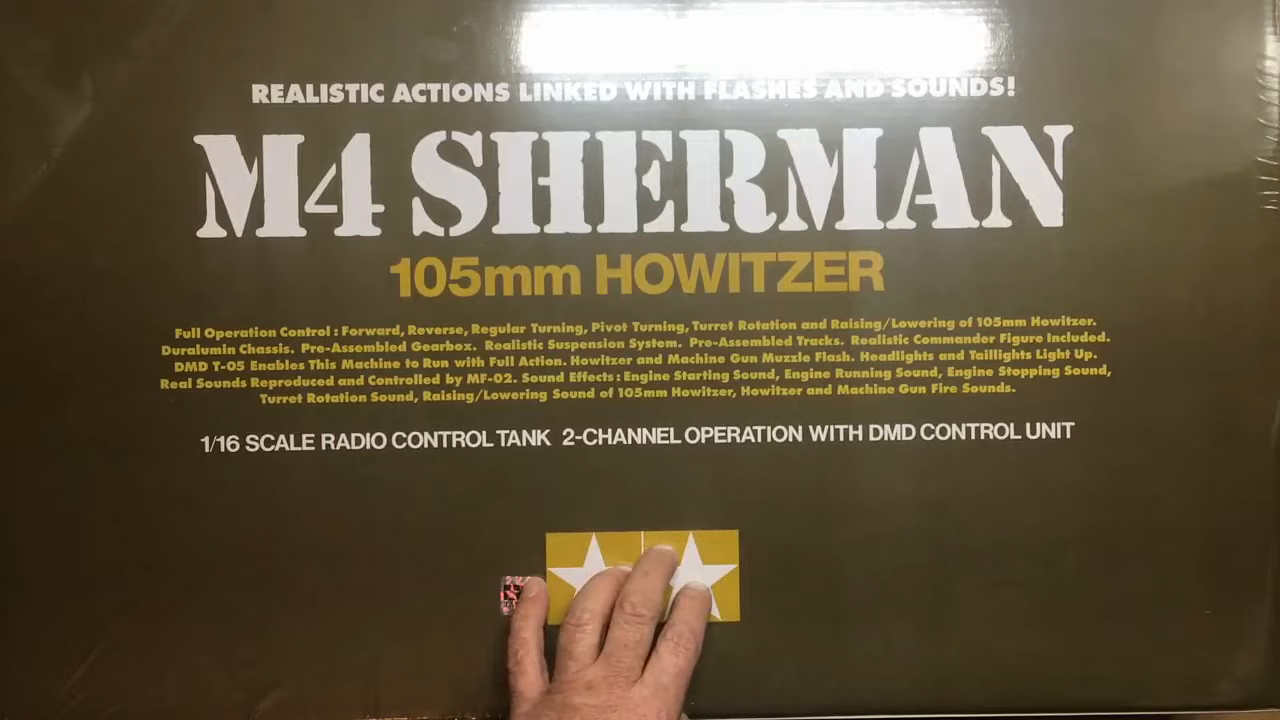 REALISTIC ACTIONS LINKED WITH FLASHES AND SOUNDS!
M4 SHERMAN
105mm HOWITZER
Full Operation Control : Forward, Reverse, Regular Turning, Pivot Turning, Turret Rotation and Raising/Lowering of 105mm Howitzer.
Duralumin Chassis. Pre-Assembled Gearbox. Realistic Suspension System. Pre-Assembled Tracks. Realistic Commander Figure Included.
DMD T-05 Enables This Machine to Run with Full Action. Howitzer and Machine Gun Muzzle Flash. Headlights and Taillights Light Up.
Real Sounds Reproduced and Controlled by MF-02. Sound Effects : Engine Starting Sound, Engine Running Sound, Engine Stopping Sound,
Turret Rotation Sound, Raising/Lowering Sound of 105mm Howitzer, Howitzer and Machine Gun Fire Sounds.
1/16 SCALE RADIO CONTROL TANK 2-CHANNEL OPERATION WITH DMD CONTROL UNIT